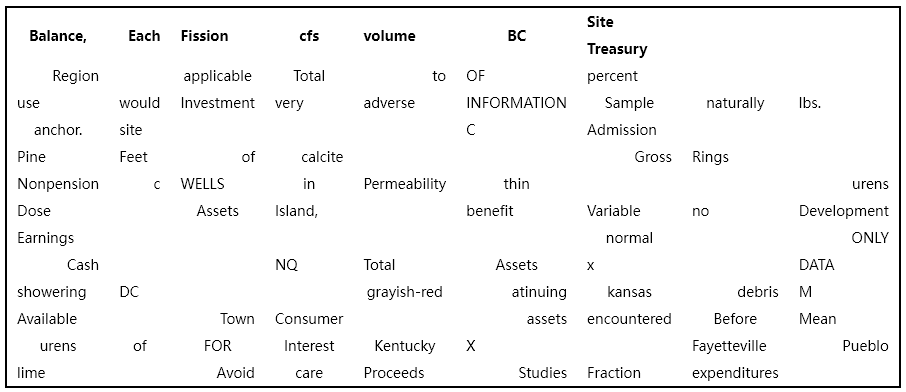 Balance, Each Fission cfs volume BC Site Treasury
Region applicable Total to OF percent
use would Investment very adverse INFORMATION Sample naturally lbs.
anchor. site C Admission
Pine Feet of calcite Gross Rings
Nonpension c WELLS in Permeability thin urens
Dose Assets Island, benefit Variable no Development
Earnings normal ONLY
Cash NQ Total Assets x DATA
showering DC grayish-red atinuing kansas debris M
Available Town Consumer assets encountered Before Mean
urens of FOR Interest Kentucky X Fayetteville Pueblo
lime Avoid care Proceeds Studies Fraction expenditures